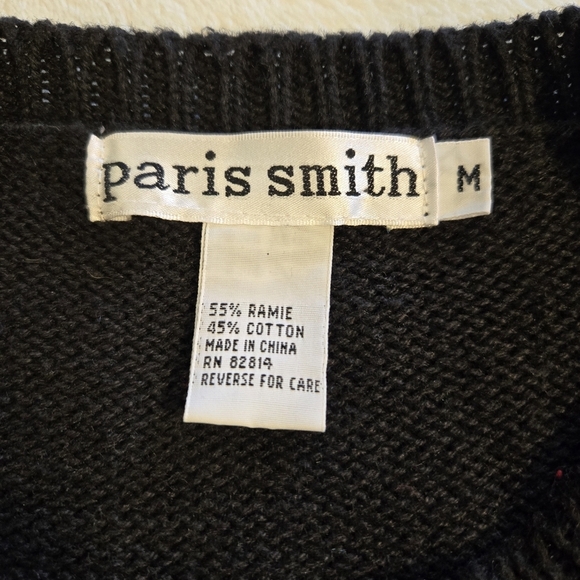 paris smith
M
55% RAMIE
45% COTTON
MADE IN CHINA
RN 82814
REVERSE FOR CARE